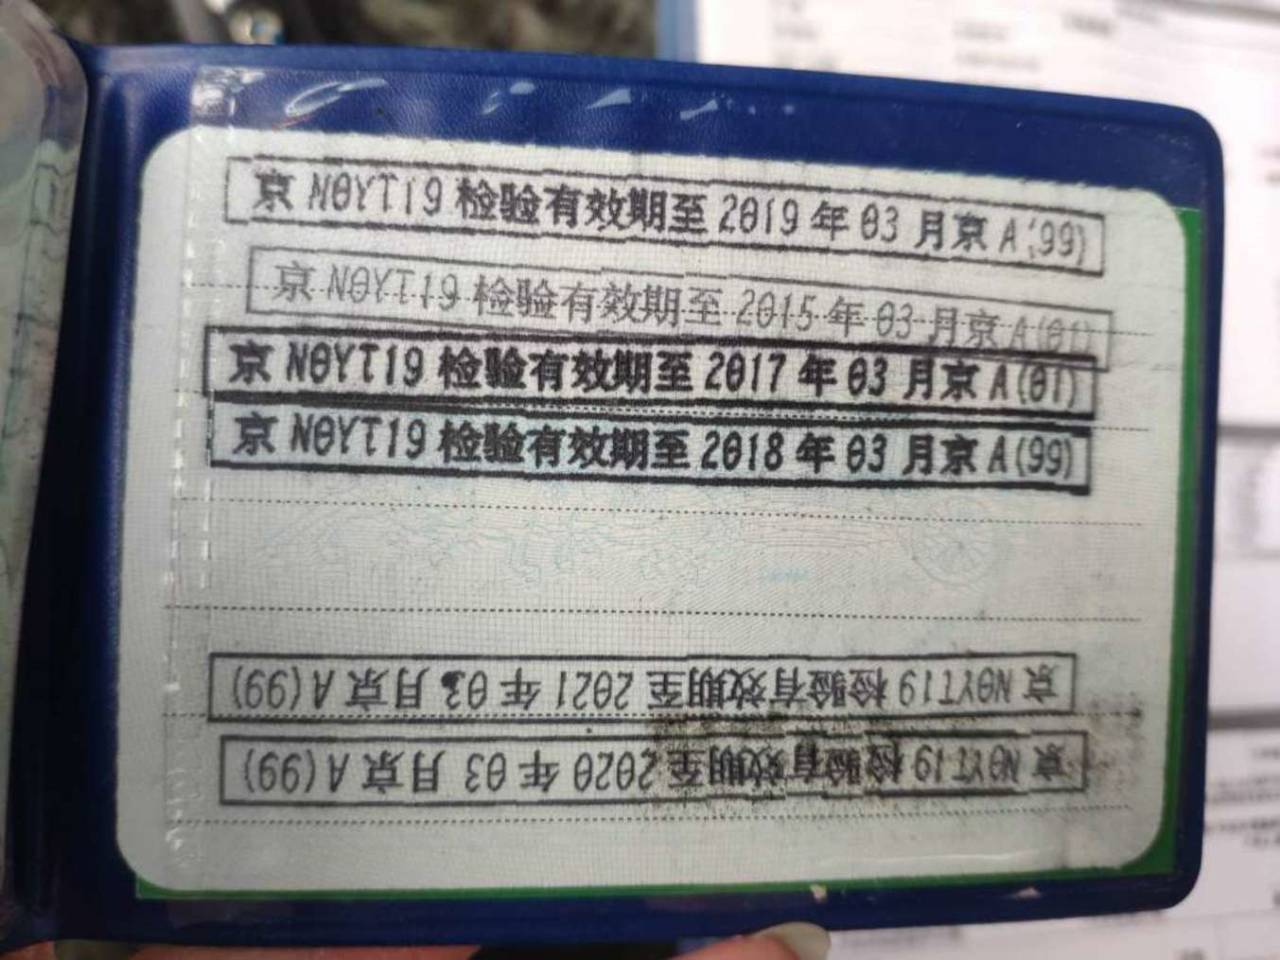 京 N0YT19 检验有效期至 2019 年 03 月京 A(99)
京 N0YT19 检验有效期至 2015 年 03 月京 A(01)
京 N0YT19 检验有效期至 2017 年 03 月京 A(01)
京 N0YT19 检验有效期至 2018 年 03 月京 A(99)
京 N0YT19 检验有效期至 2021 年 03 月京 A(99)
京 N0YT19 检验有效期至 2020 年 03 月京 A(99)